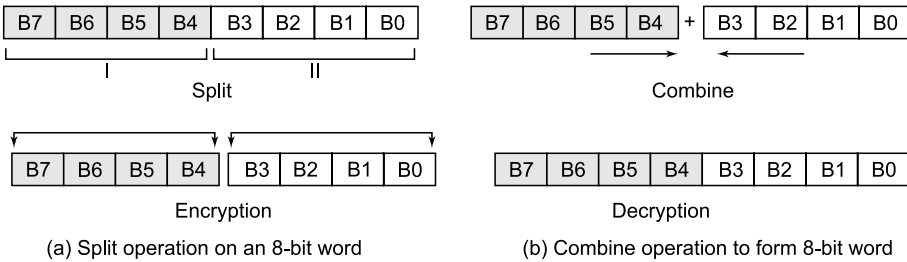 B7 B6 B5 B4 B3 B2 B1 B0
I II
Split
B7 B6 B5 B4 B3 B2 B1 B0
Encryption
(a) Split operation on an 8-bit word
B7 B6 B5 B4 + B3 B2 B1 B0
Combine
B7 B6 B5 B4 B3 B2 B1 B0
Decryption
(b) Combine operation to form 8-bit word